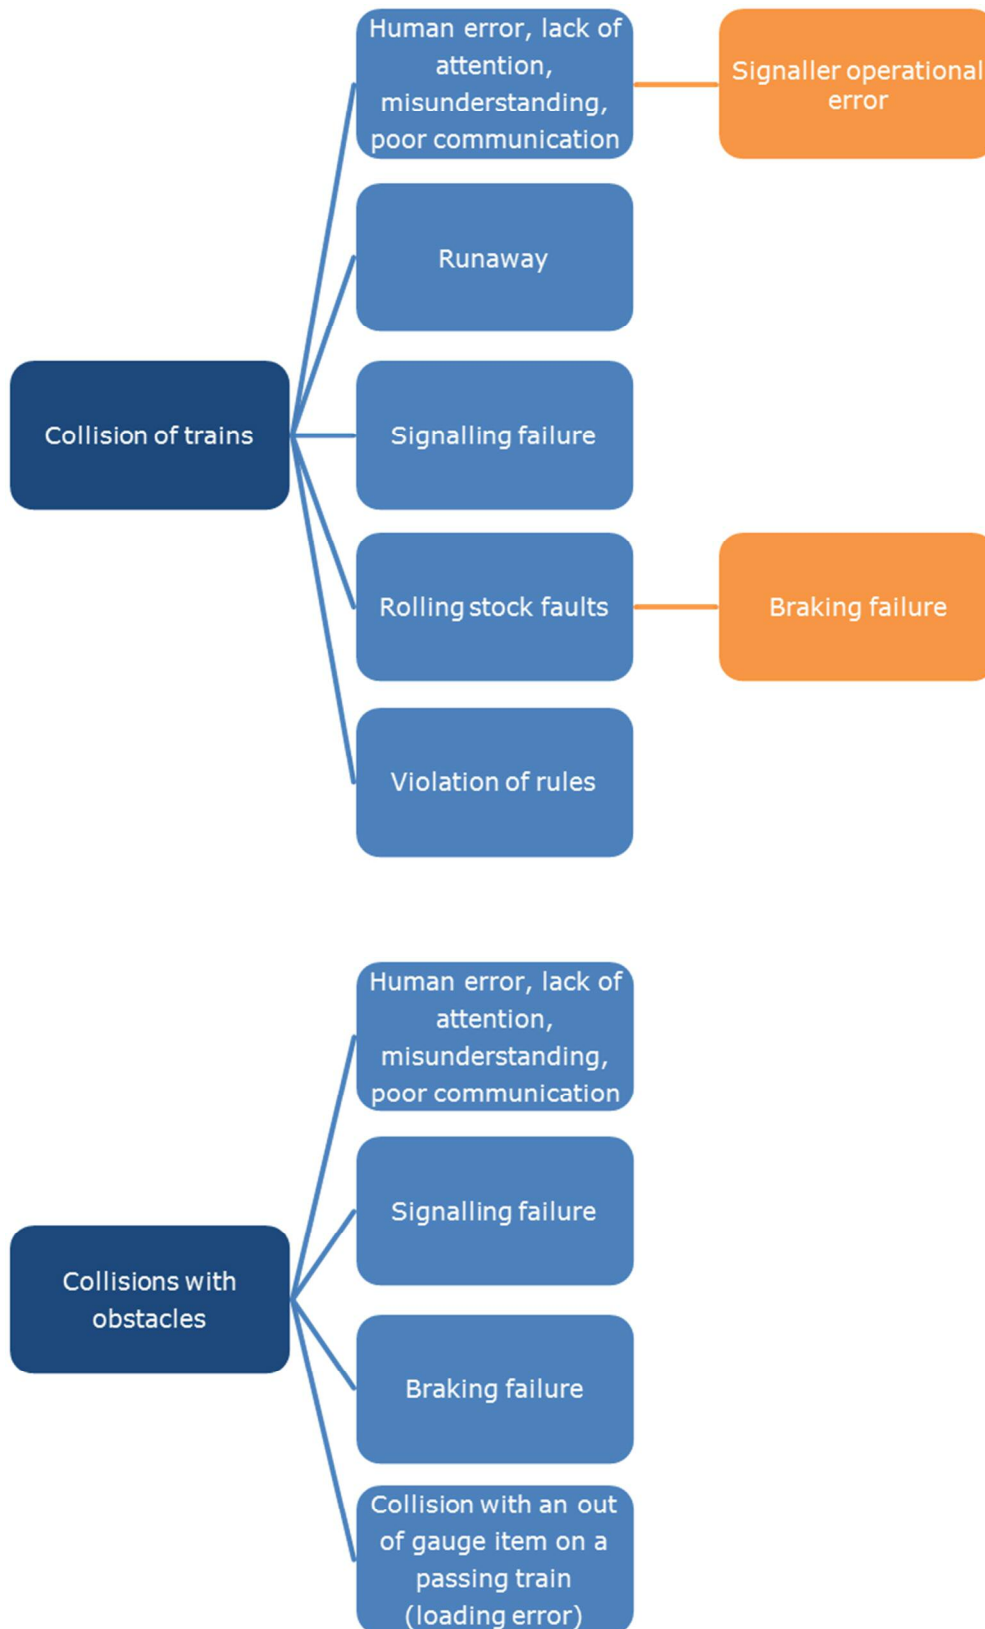 Human error, lack of
attention,
misunderstanding,
poor communication
Signaller operational
error
Runaway
Collision of trains
Signalling failure
Rolling stock faults
Braking failure
Violation of rules
Human error, lack of
attention,
misunderstanding,
poor communication
Signalling failure
Collisions with
obstacles
Braking failure
Collision with an out
of gauge item on a
passing train
(loading error)